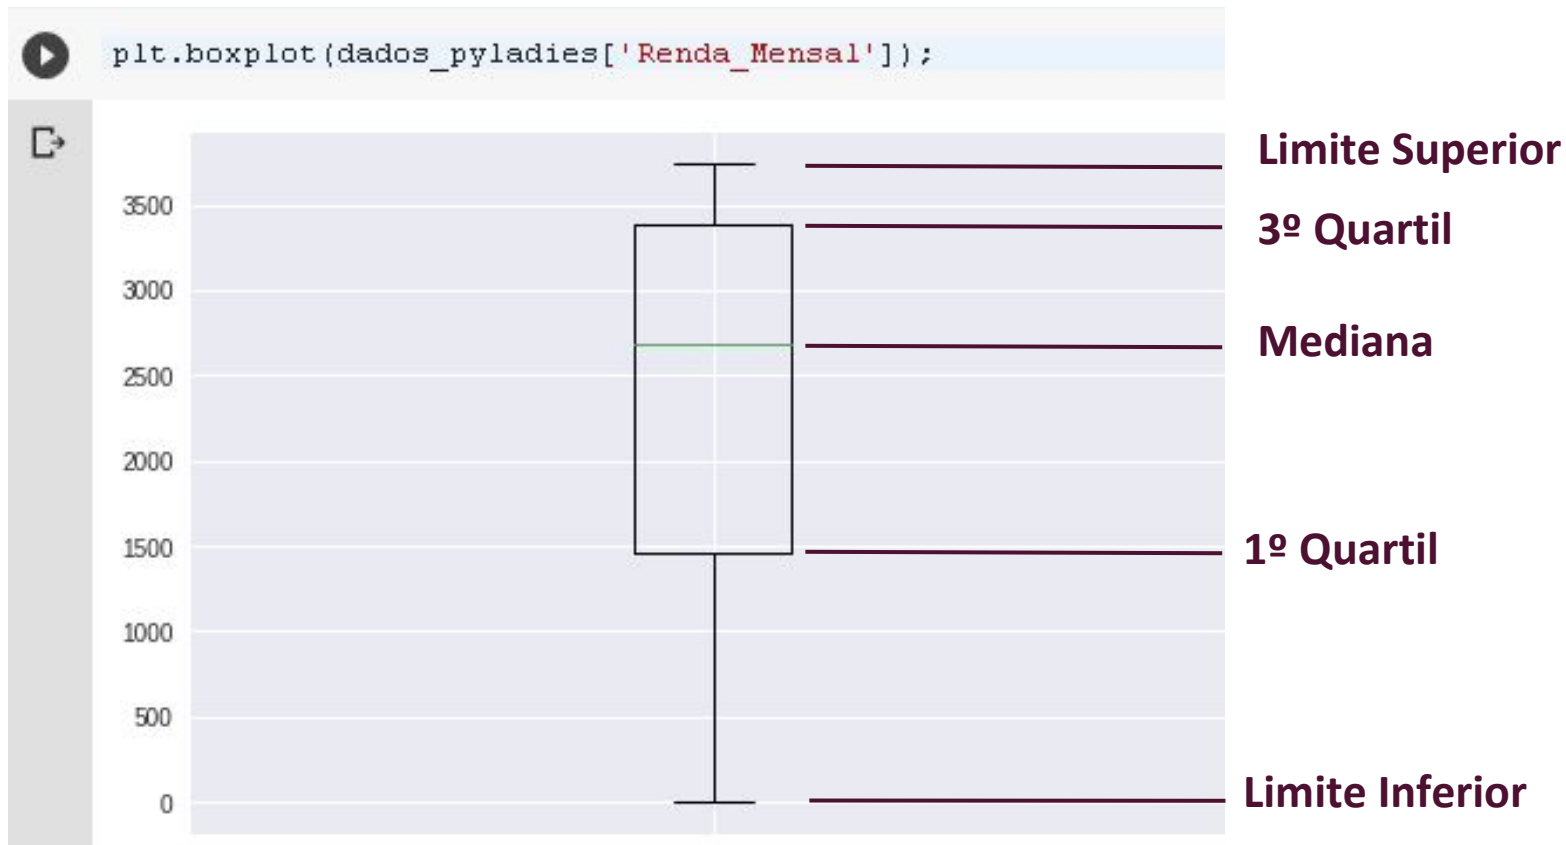 plt.boxplot(dados_pyladies['Renda_Mensal']);
Limite Superior
3500
3º Quartil
3000
Mediana
2500
2000
1500
1º Quartil
1000
500
0
Limite Inferior